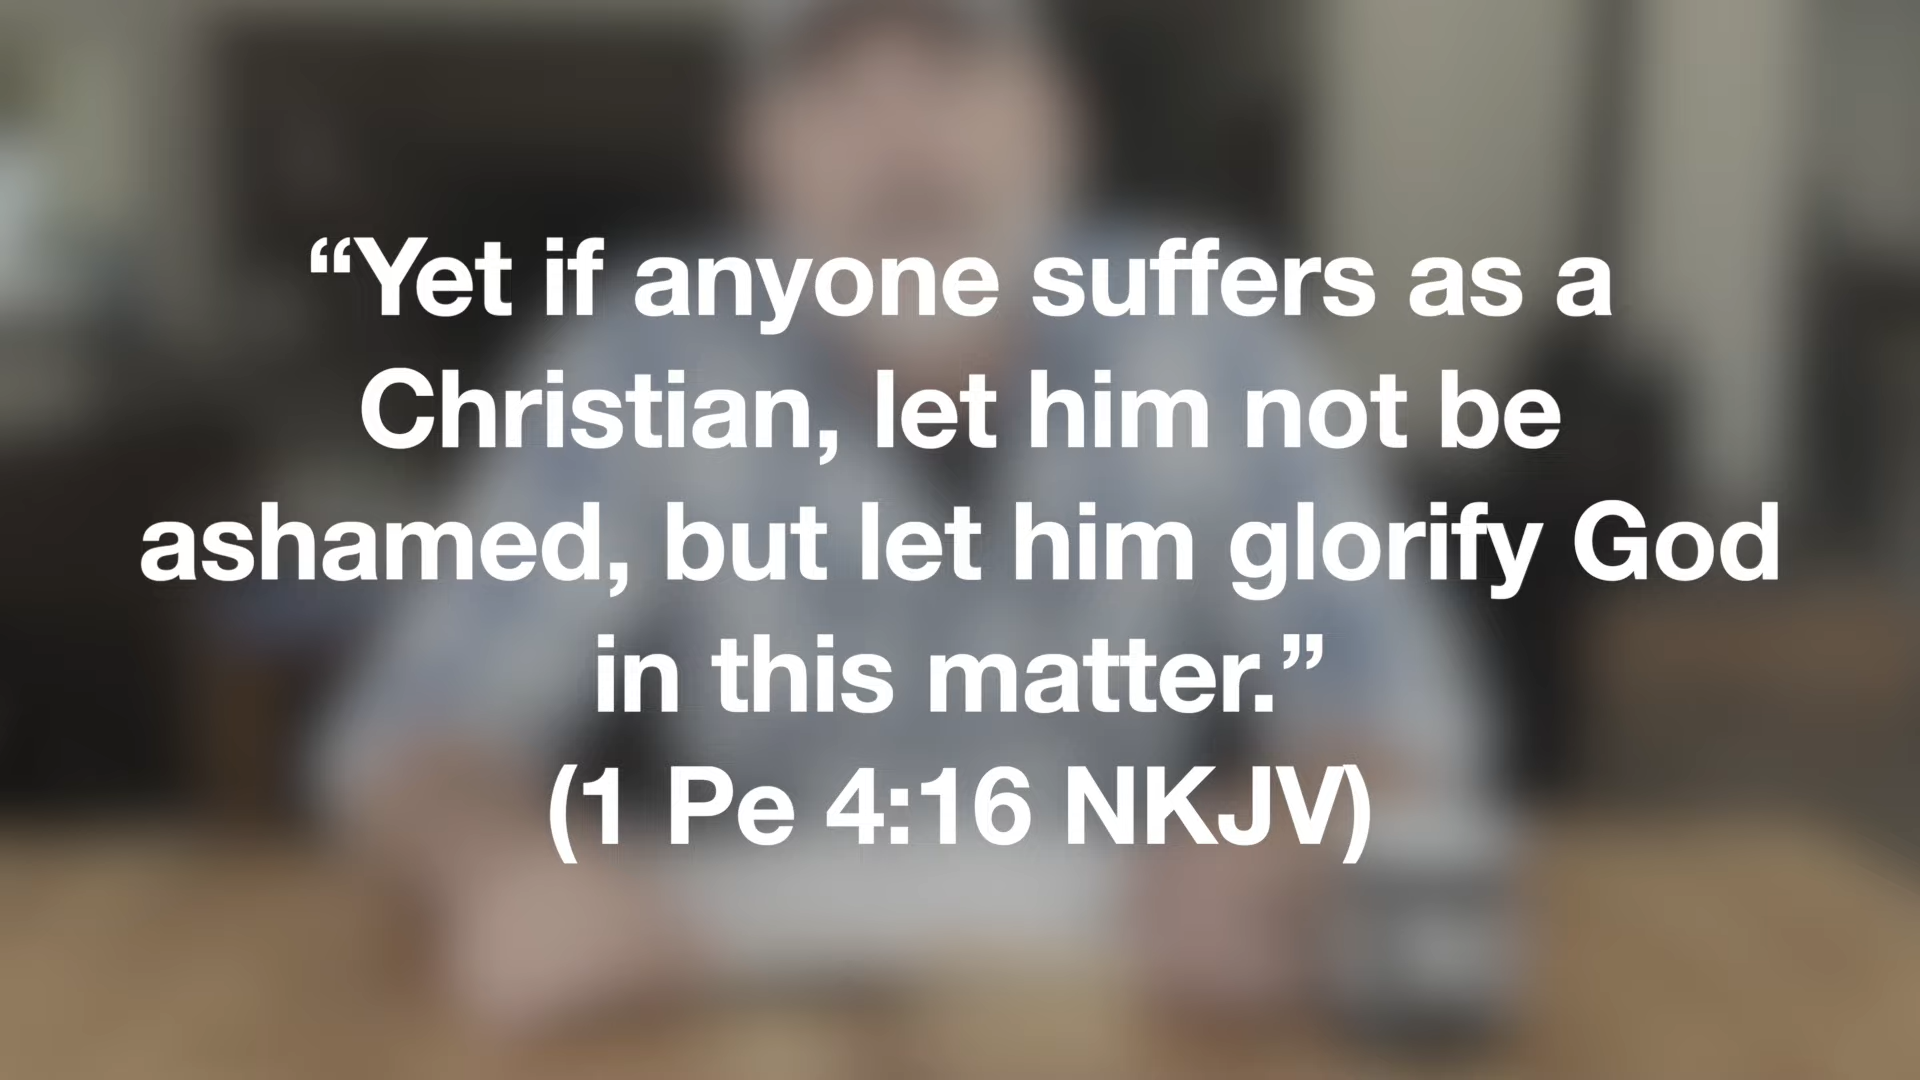 “Yet if anyone suffers as a
Christian, let him not be
ashamed, but let him glorify God
in this matter.”
(1 Pe 4:16 NKJV)